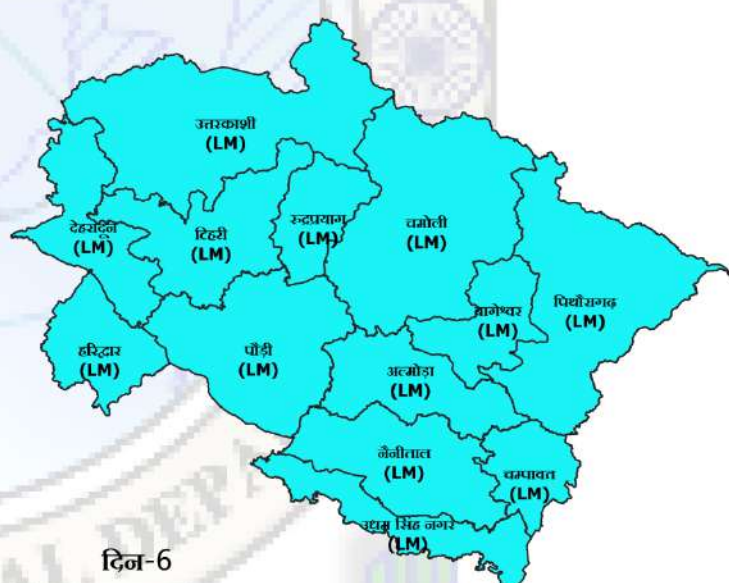 उत्तरकाशी
(LM)
देहरादून
(LM)
टिहरी
(LM)
रुद्रप्रयाग
(LM)
चमोली
(LM)
बागेश्वर
(LM)
पिथौरागढ़
(LM)
हरिद्वार
(LM)
पौड़ी
(LM)
अल्मोड़ा
(LM)
नैनीताल
(LM)
चम्पावत
(LM)
उधम सिंह नगर
(LM)
दिन-6